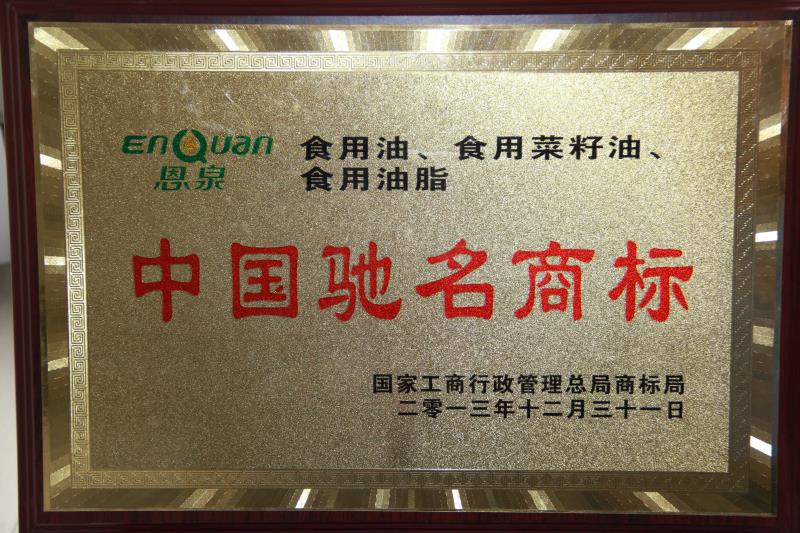 EnQuan
恩泉
食用油、食用菜籽油、
食用油脂
中国驰名商标
国家工商行政管理总局商标局
二零一三年十二月三十一日